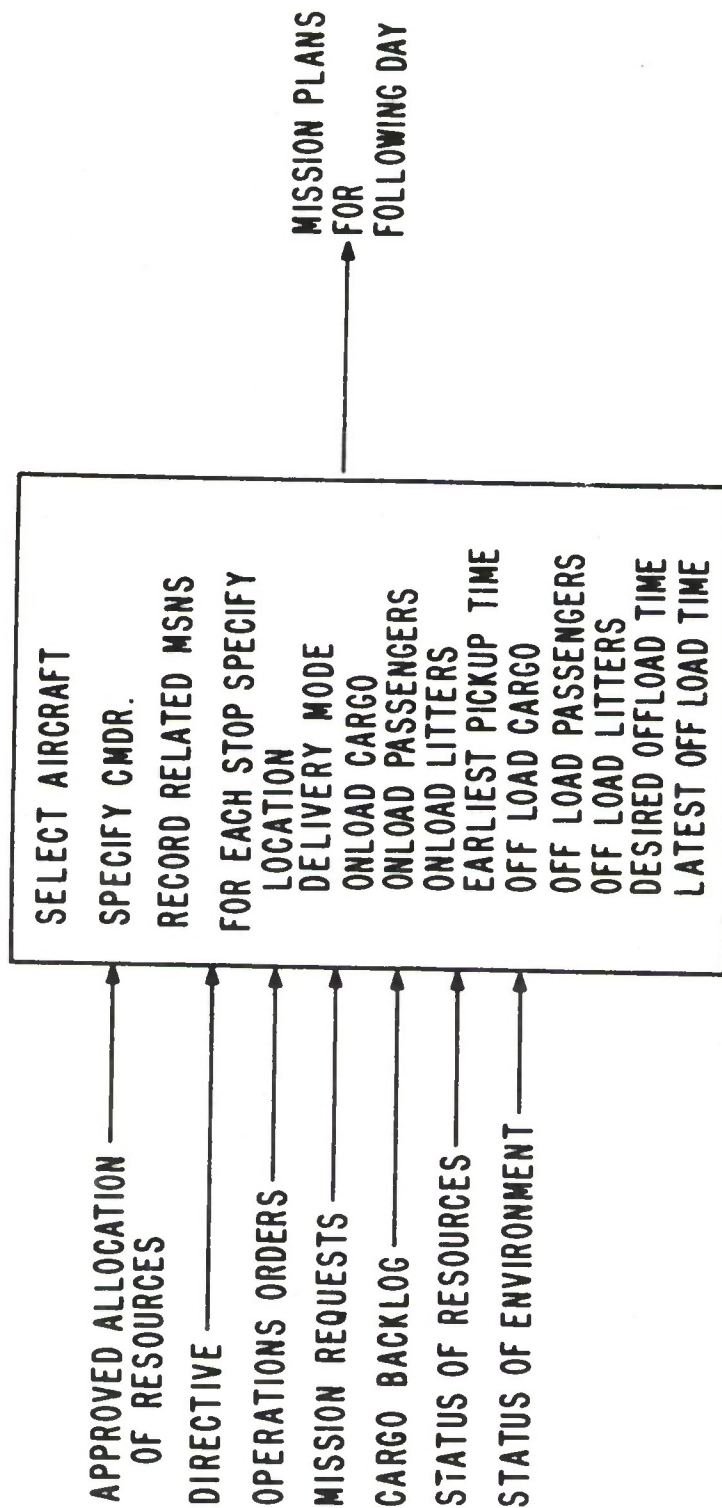 APPROVED ALLOCATION
OF RESOURCES
DIRECTIVE
OPERATIONS ORDERS
MISSION REQUESTS
CARGO BACKLOG
STATUS OF RESOURCES
STATUS OF ENVIRONMENT
SELECT AIRCRAFT
SPECIFY CMDR.
RECORD RELATED MSNS
FOR EACH STOP SPECIFY
LOCATION
DELIVERY MODE
ONLOAD CARGO
ONLOAD PASSENGERS
ONLOAD LITTERS
EARLIEST PICKUP TIME
OFF LOAD CARGO
OFF LOAD PASSENGERS
OFF LOAD LITTERS
DESIRED OFFLOAD TIME
LATEST OFF LOAD TIME
MISSION PLANS
FOR
FOLLOWING DAY